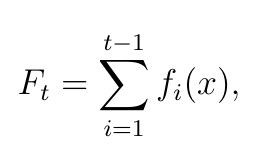 $F_t = \sum_{i=1}^{t-1} f_i(x),$